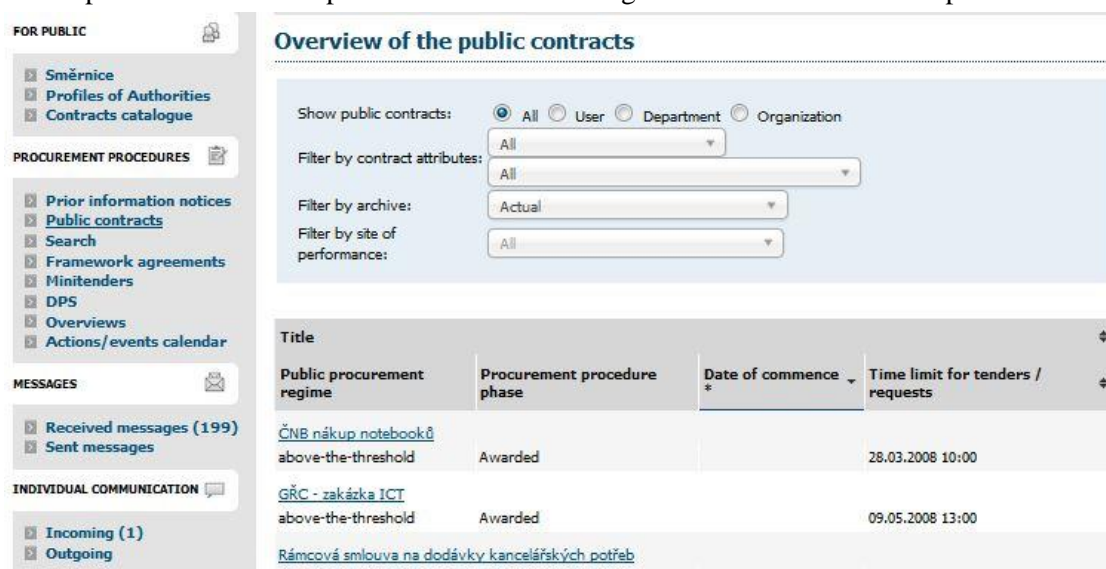 FOR PUBLIC
Směrnice
Profiles of Authorities
Contracts catalogue
PROCUREMENT PROCEDURES
Prior information notices
Public contracts
Search
Framework agreements
Minitenders
DPS
Overviews
Actions/events calendar
MESSAGES
Received messages (199)
Sent messages
INDIVIDUAL COMMUNICATION
Incoming (1)
Outgoing
Overview of the public contracts
Show public contracts: All User Department Organization
Filter by contract attributes: All
All
Filter by archive: Actual
Filter by site of
performance: All
Title
Public procurement regime Procurement procedure phase Date of commence * Time limit for tenders / requests
ČNB nákup notebooků
above-the-threshold Awarded 28.03.2008 10:00
GŘC - zakázka ICT
above-the-threshold Awarded 09.05.2008 13:00
Rámcová smlouva na dodávky kancelářských potřeb